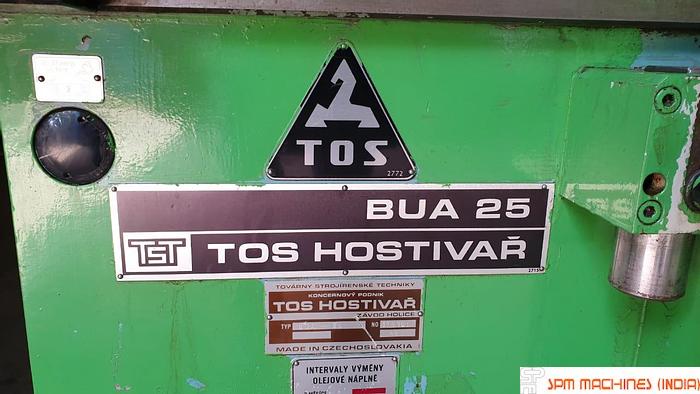 TOS
2772
BUA 25
TST TOS HOSTIVAŘ
2715
TOVÁRNY STROJÍRENSKÉ TECHNIKY
KONCERNOVÝ PODNIK
TOS HOSTIVAŘ
ZÁVOD HOLICE
TYP NO
MADE IN CZECHOSLOVAKIA
INTERVALY VÝMĚNY
OLEJOVÉ NÁPLNĚ
SPM MACHINES (INDIA)